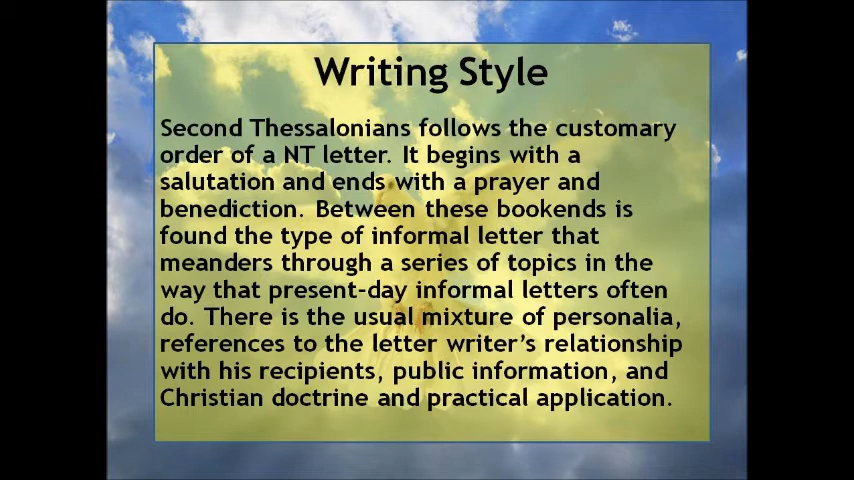 Writing Style
Second Thessalonians follows the customary
order of a NT letter. It begins with a
salutation and ends with a prayer and
benediction. Between these bookends is
found the type of informal letter that
meanders through a series of topics in the
way that present-day informal letters often
do. There is the usual mixture of personalia,
references to the letter writer’s relationship
with his recipients, public information, and
Christian doctrine and practical application.